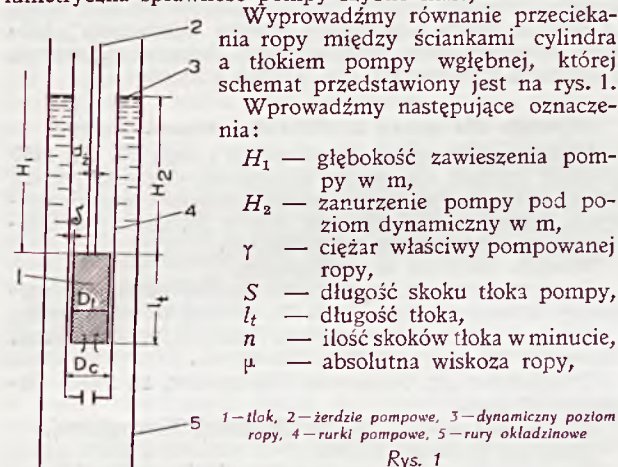 Wyprowadźmy równanie przecieka-
nia ropy między ściankami cylindra
a tłokiem pompy wgłębnej, której
schemat przedstawiony jest na rys. 1.
Wprowadźmy następujące oznacze-
nia:
H₁ — głębokość zawieszenia pom-
py w m,
H₂ — zanurzenie pompy pod po-
ziom dynamiczny w m,
γ — ciężar właściwy pompowanej
ropy,
S — długość skoku tłoka pompy,
lₜ — długość tłoka,
n — ilość skoków tłoka w minucie,
μ — absolutna wiskoza ropy,
2
3
H₁
d₂
H₂
4
δ
1
D₁
lₜ
Dc
5
1—tłok, 2—żerdzie pompowe, 3—dynamiczny poziom
ropy, 4—rurki pompowe, 5—rury okładzinowe
Rys. 1